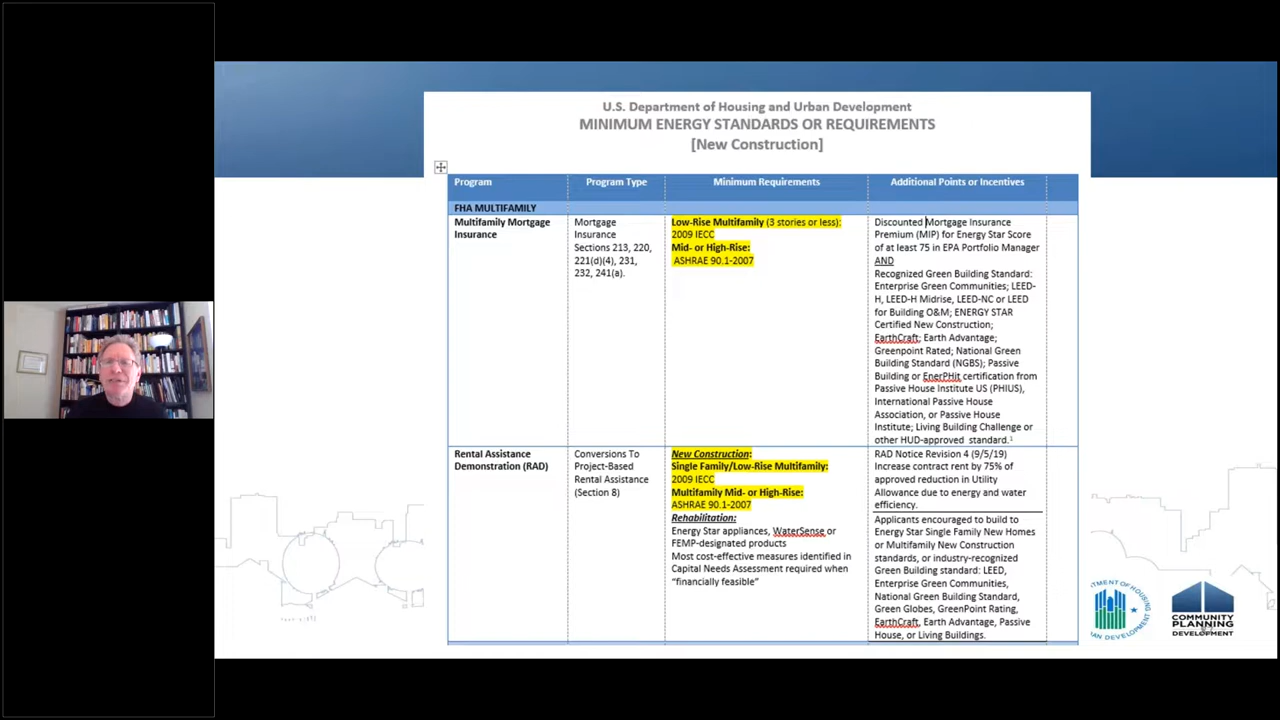 U.S. Department of Housing and Urban Development
MINIMUM ENERGY STANDARDS OR REQUIREMENTS
[New Construction]
Program
Program Type
Minimum Requirements
Additional Points or Incentives
FHA MULTIFAMILY
Multifamily Mortgage
Insurance
Mortgage
Insurance
Sections 213, 220,
221(d)(4), 231,
232, 241(a).
Low-Rise Multifamily (3 stories or less):
2009 IECC
Mid- or High-Rise:
ASHRAE 90.1-2007
Discounted Mortgage Insurance
Premium (MIP) for Energy Star Score
of at least 75 in EPA Portfolio Manager
AND
Recognized Green Building Standard:
Enterprise Green Communities; LEED-
H, LEED-H Midrise, LEED-NC or LEED
for Building O&M; ENERGY STAR
Certified New Construction;
EarthCraft; Earth Advantage;
Greenpoint Rated; National Green
Building Standard (NGBS); Passive
Building or EnerPHit certification from
Passive House Institute US (PHIUS),
International Passive House
Association, or Passive House
Institute; Living Building Challenge or
other HUD-approved standard.¹
Rental Assistance
Demonstration (RAD)
Conversions To
Project-Based
Rental Assistance
(Section 8)
New Construction:
Single Family/Low-Rise Multifamily:
2009 IECC
Multifamily Mid- or High-Rise:
ASHRAE 90.1-2007
Rehabilitation:
Energy Star appliances, WaterSense or
FEMP-designated products
Most cost-effective measures identified in
Capital Needs Assessment required when
"financially feasible"
RAD Notice Revision 4 (9/5/19)
Increase contract rent by 75% of
approved reduction in Utility
Allowance due to energy and water
efficiency.
Applicants encouraged to build to
Energy Star Single Family New Homes
or Multifamily New Construction
standards, or industry-recognized
Green Building standard: LEED,
Enterprise Green Communities,
National Green Building Standard,
Green Globes, GreenPoint Rating,
EarthCraft, Earth Advantage, Passive
House, or Living Buildings.
COMMUNITY
PLANNING
DEVELOPMENT